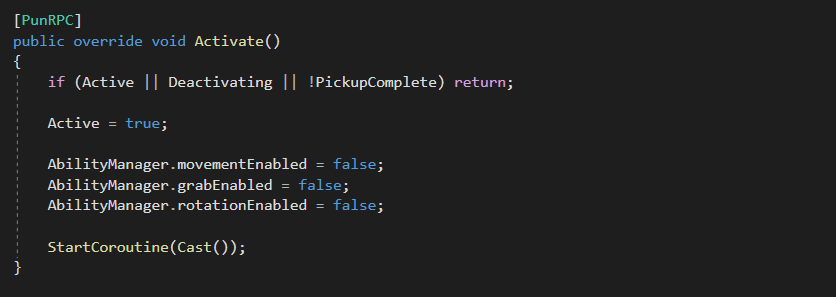 [PunRPC]
public override void Activate()
{
    if (Active || Deactivating || !PickupComplete) return;

    Active = true;

    AbilityManager.movementEnabled = false;
    AbilityManager.grabEnabled = false;
    AbilityManager.rotationEnabled = false;

    StartCoroutine(Cast());
}